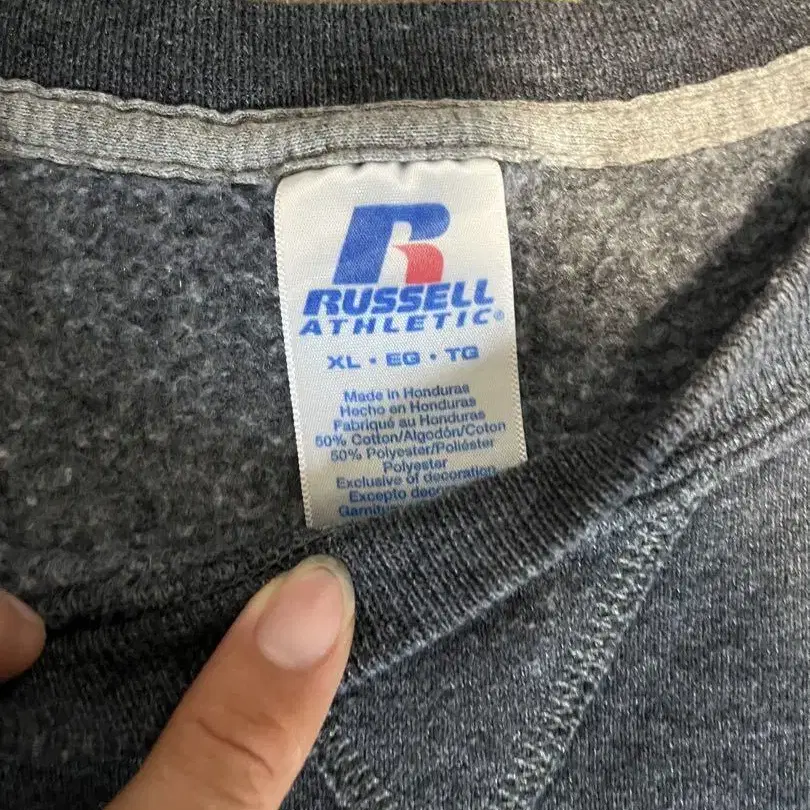 R
RUSSELL
ATHLETIC®
XL • EG • TG
Made in Honduras
Hecho en Honduras
Fabriqué au Honduras
50% Cotton/Algodón/Coton
50% Polyester/Poliéster
Polyester
Exclusive of decoration
Excepto